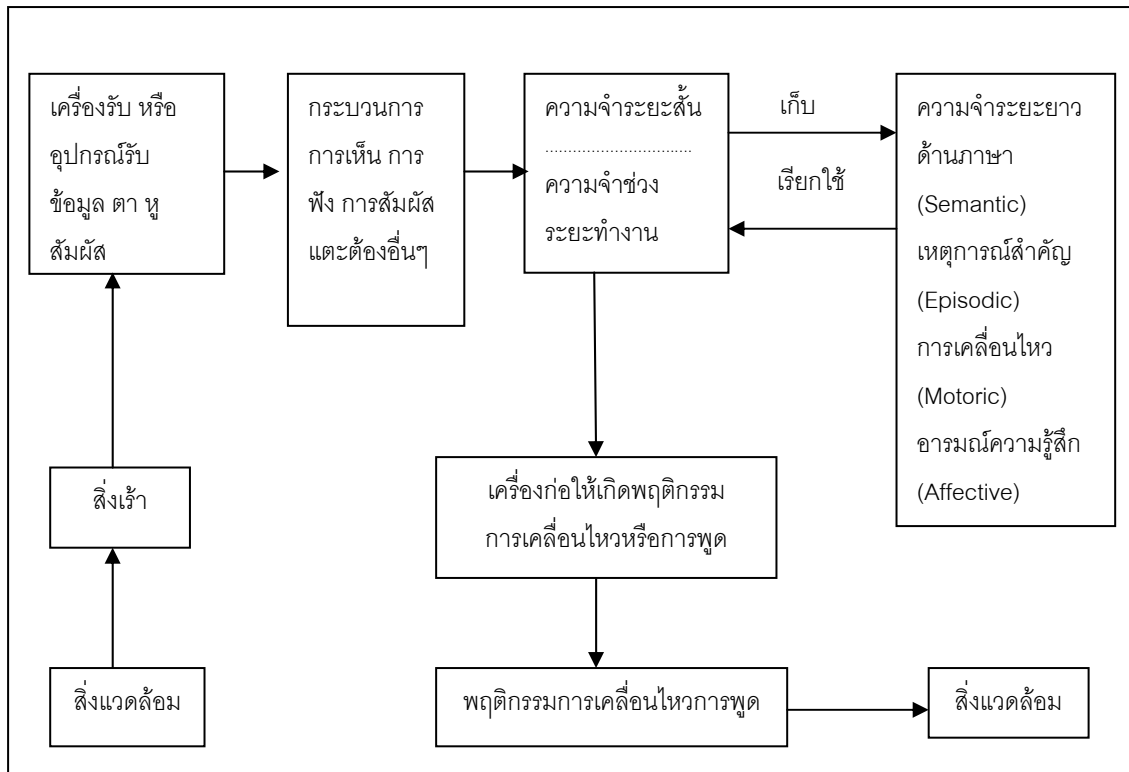 เครื่องรับ หรือ
อุปกรณ์รับ
ข้อมูล ตา หู
สัมผัส
กระบวนการ
การเห็น การ
ฟัง การสัมผัส
แตะต้องอื่นๆ
ความจำระยะสั้น
................................
ความจำช่วง
ระยะทำงาน
เก็บ
เรียกใช้
ความจำระยะยาว
ด้านภาษา
(Semantic)
เหตุการณ์สำคัญ
(Episodic)
การเคลื่อนไหว
(Motoric)
อารมณ์ความรู้สึก
(Affective)
สิ่งเร้า
เครื่องก่อให้เกิดพฤติกรรม
การเคลื่อนไหวหรือการพูด
สิ่งแวดล้อม
พฤติกรรมการเคลื่อนไหวการพูด
สิ่งแวดล้อม